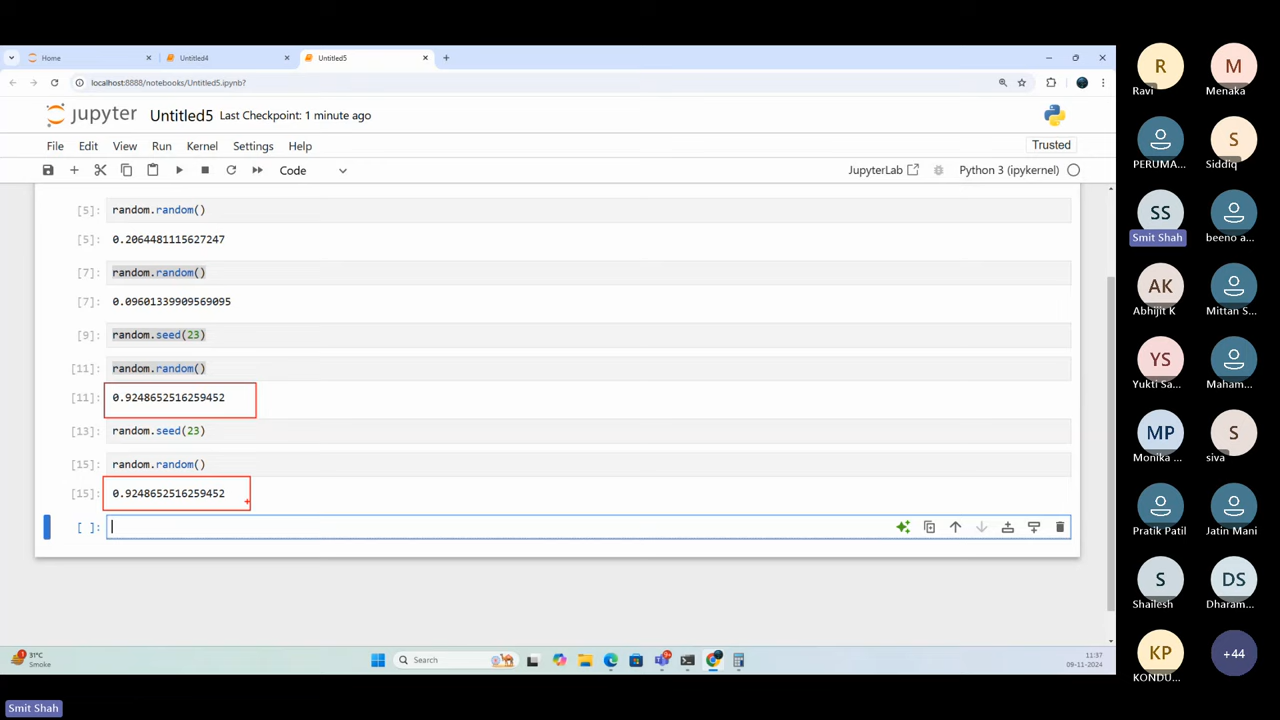 Home
Untitled4
Untitled5
localhost:8888/notebooks/Untitled5.ipynb?
jupyter Untitled5 Last Checkpoint: 1 minute ago
File Edit View Run Kernel Settings Help
Trusted
Code
JupyterLab
Python 3 (ipykernel)
[5]: random.random()
[5]: 0.2064481115627247
[7]: random.random()
[7]: 0.09601339909569095
[9]: random.seed(23)
[11]: random.random()
[11]: 0.9248652516259452
[13]: random.seed(23)
[15]: random.random()
[15]: 0.9248652516259452
[ ]:
31°C
Smoke
Search
11:37
09-11-2024
R
Ravi
M
Menaka
PERUMA...
S
Siddiq
SS
Smit Shah
beeno a...
AK
Abhijit K
Mittan S...
YS
Yukti Sa...
Maham...
MP
Monika ...
S
siva
Pratik Patil
Jatin Mani
S
Shailesh
DS
Dharam...
KP
KONDU...
+44
Smit Shah